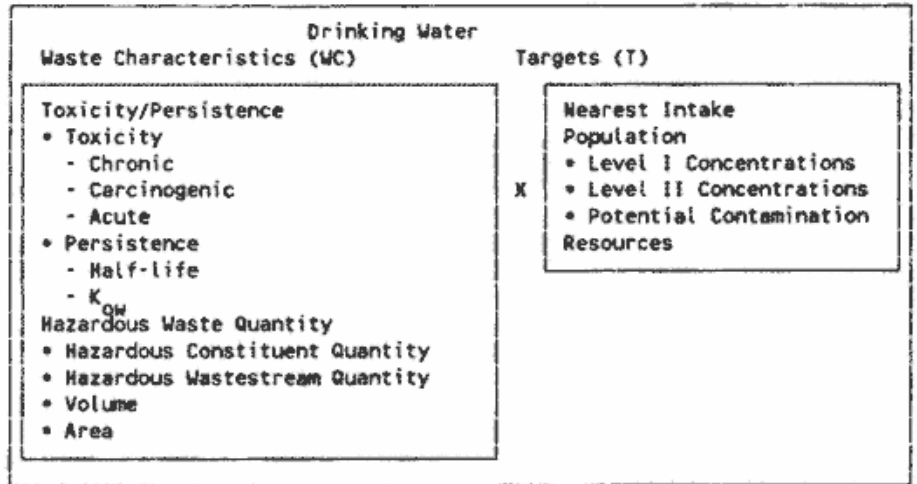 Drinking Water
Waste Characteristics (WC)
Targets (T)
Toxicity/Persistence
• Toxicity
- Chronic
- Carcinogenic
- Acute
• Persistence
- Half-life
- Kow
Hazardous Waste Quantity
• Hazardous Constituent Quantity
• Hazardous Wastestream Quantity
• Volume
• Area
X
Nearest Intake
Population
• Level I Concentrations
• Level II Concentrations
• Potential Contamination
Resources